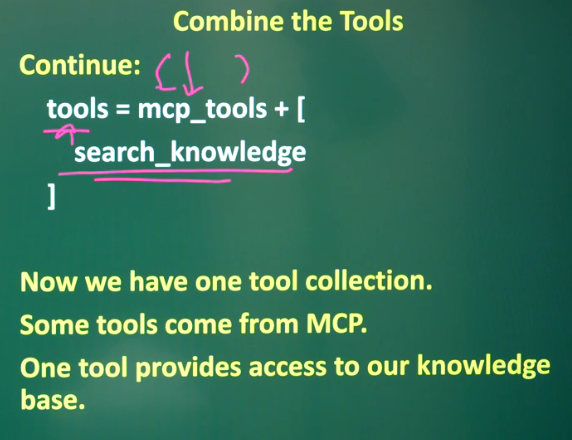 Combine the Tools
Continue:
tools = mcp_tools + [
search_knowledge
]
Now we have one tool collection.
Some tools come from MCP.
One tool provides access to our knowledge
base.